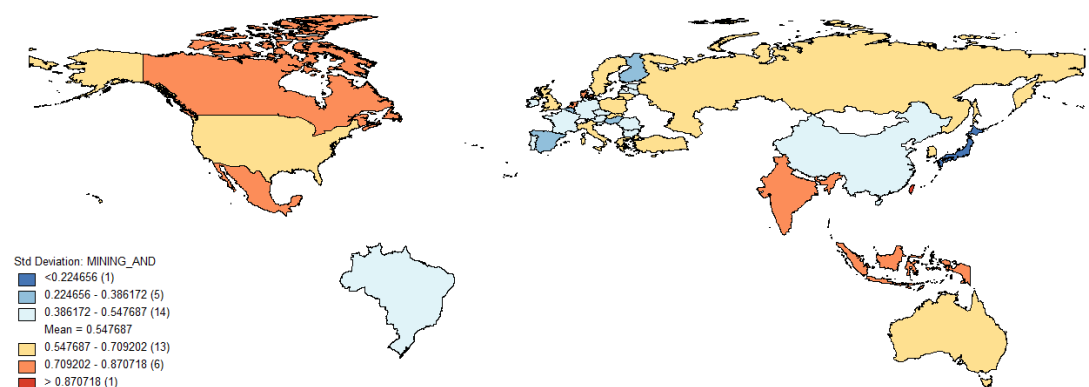 Std Deviation: MINING_AND
<0.224656 (1)
0.224656 - 0.386172 (5)
0.386172 - 0.547687 (14)
Mean = 0.547687
0.547687 - 0.709202 (13)
0.709202 - 0.870718 (6)
> 0.870718 (1)